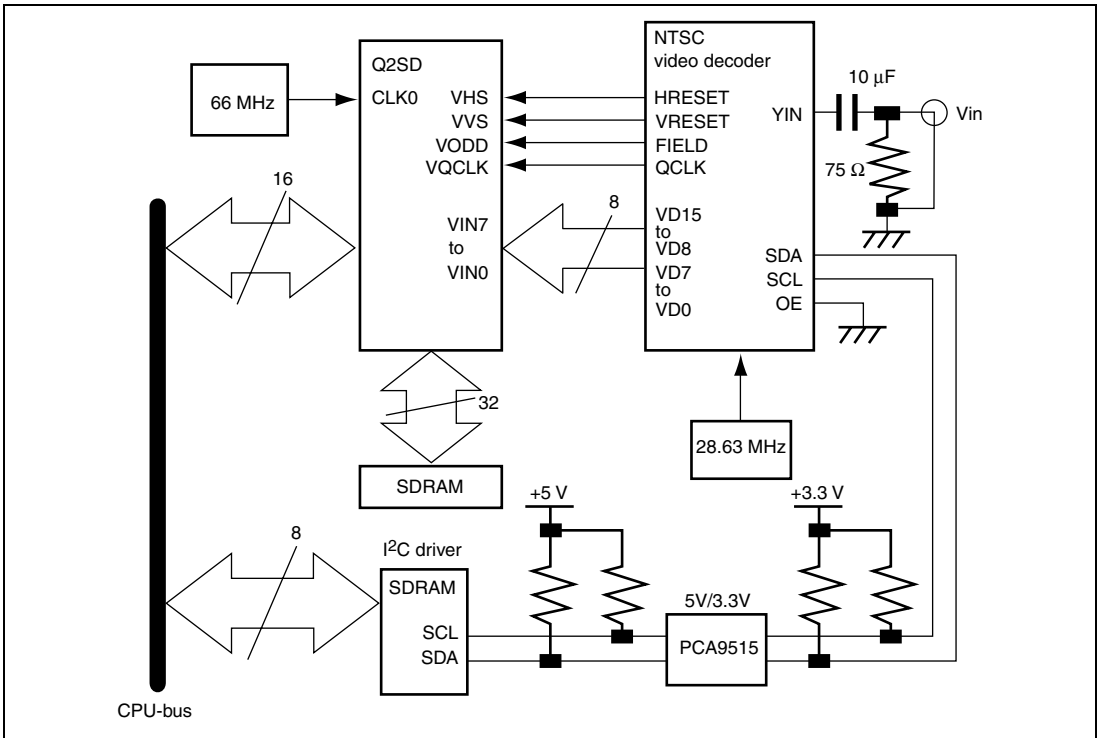 66 MHz
Q2SD
CLK0
VHS
VVS
VODD
VQCLK
VIN7
to
VIN0
NTSC
video decoder
HRESET
VRESET
FIELD
QCLK
VD15
to
VD8
VD7
to
VD0
YIN
SDA
SCL
OE
10 µF
Vin
75 Ω
16
8
32
SDRAM
28.63 MHz
+5 V
+3.3 V
8
I²C driver
SDRAM
SCL
SDA
5V/3.3V
PCA9515
CPU-bus